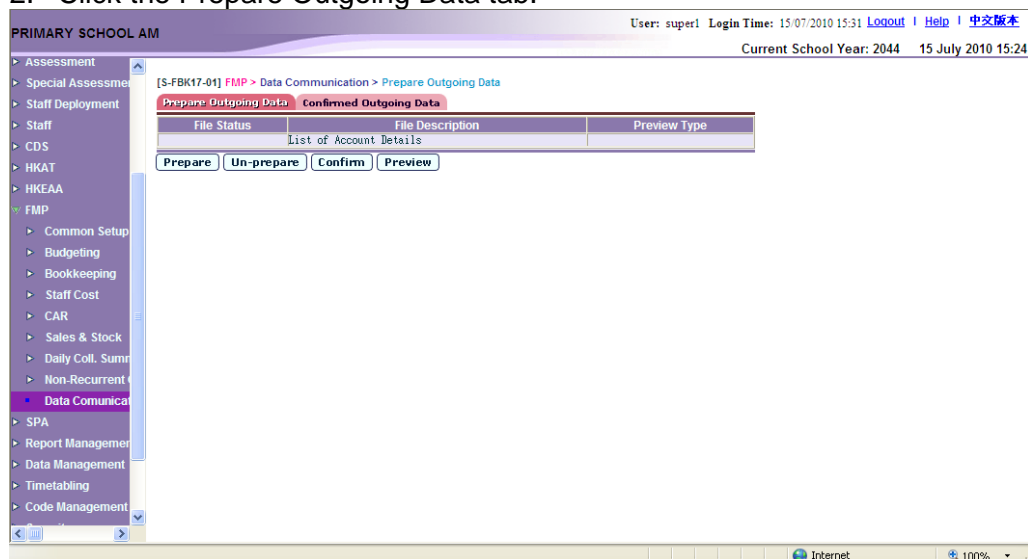 2. Click the Prepare Outgoing Data tab.
PRIMARY SCHOOL AM
User: super1 Login Time: 15/07/2010 15:31 Logout | Help | 中文版本
Current School Year: 2044 15 July 2010 15:24
Assessment
Special Assessmen
Staff Deployment
Staff
CDS
HKAT
HKEAA
FMP
Common Setup
Budgeting
Bookkeeping
Staff Cost
CAR
Sales & Stock
Daily Coll. Summ
Non-Recurrent
Data Comunicat
SPA
Report Managemen
Data Management
Timetabling
Code Management
[S-FBK17-01] FMP > Data Communication > Prepare Outgoing Data
Prepare Outgoing Data Confirmed Outgoing Data
File Status File Description Preview Type
List of Account Details
Prepare Un-prepare Confirm Preview
Internet 100%